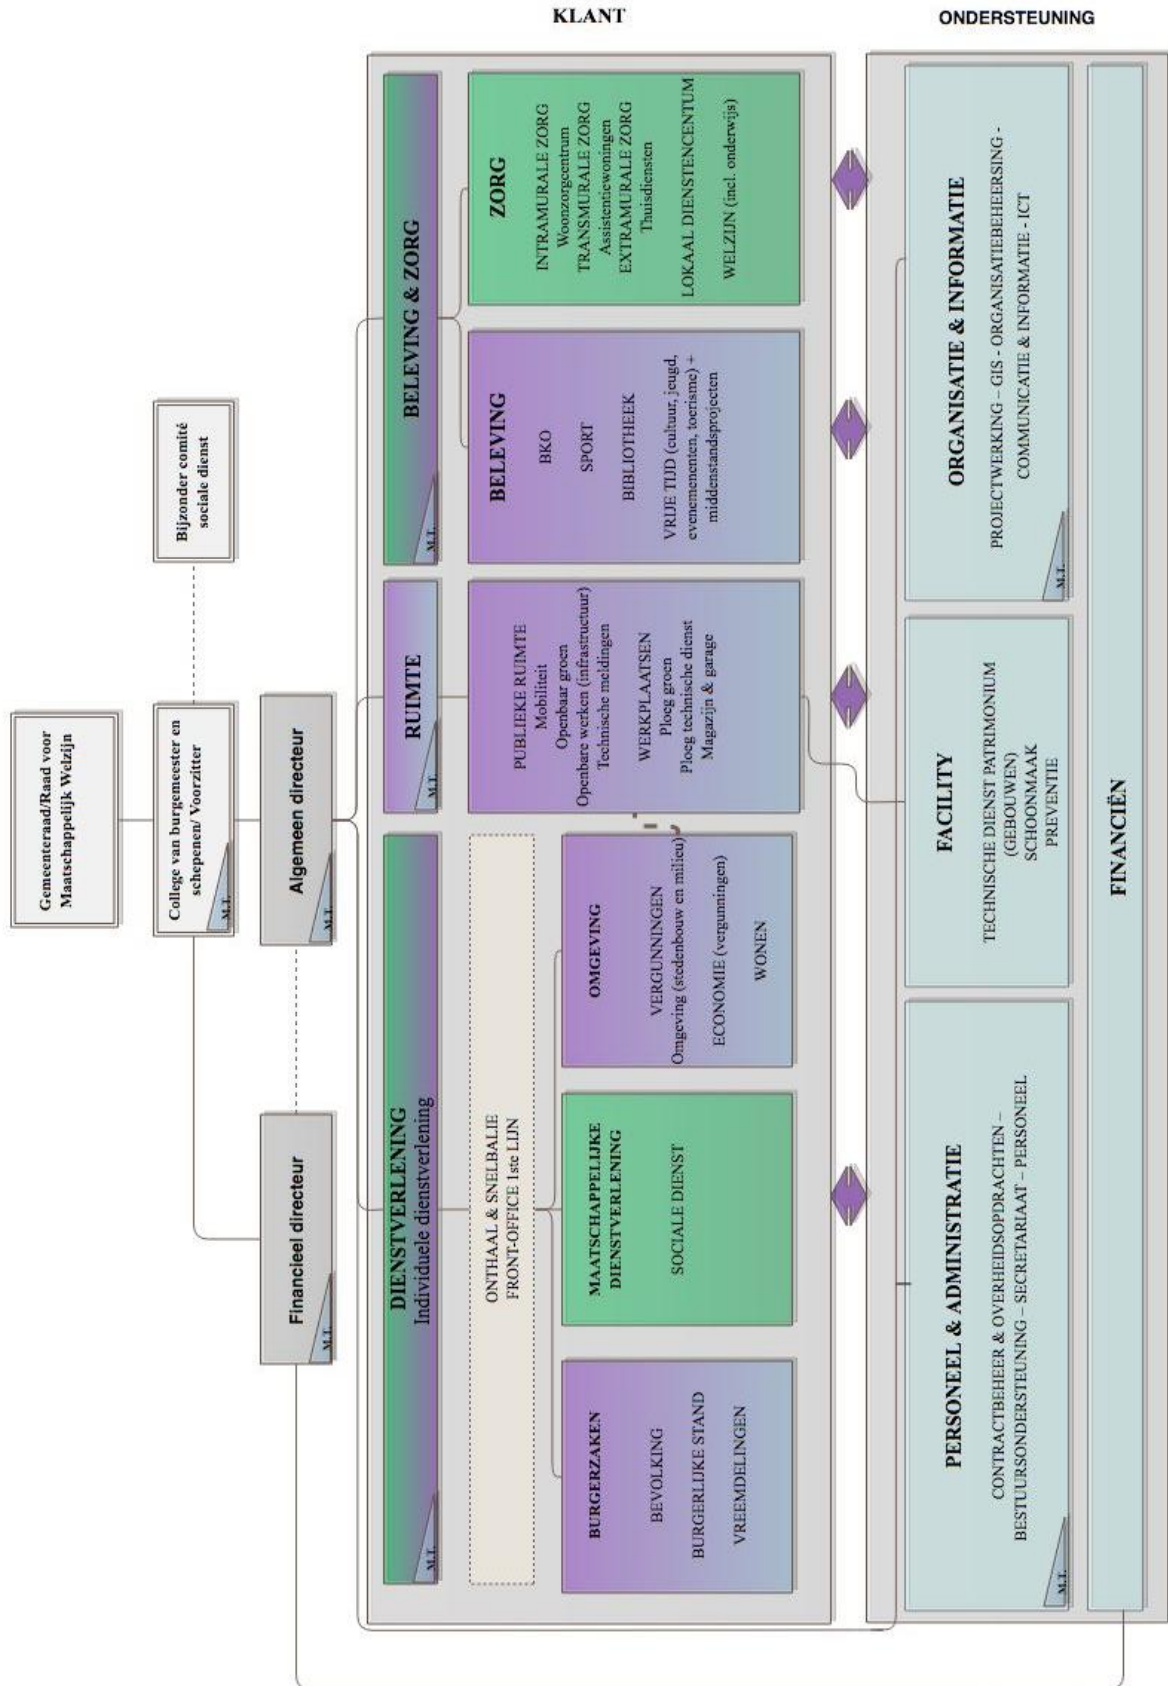 KLANT
ONDERSTEUNING
Gemeenteraad/Raad voor
Maatschappelijk Welzijn
College van burgemeester en
schepenen/ Voorzitter
M.T.
Bijzonder comité
sociale dienst
Financieel directeur
M.T.
Algemeen directeur
M.T.
DIENSTVERLENING
Individuele dienstverlening
M.T.
RUIMTE
M.T.
BELEVING & ZORG
M.T.
ONTHAAL & SNELBALIE
FRONT-OFFICE 1ste LIJN
BURGERZAKEN
BEVOLKING
BURGERLIJKE STAND
VREEMDELINGEN
MAATSCHAPPELIJKE
DIENSTVERLENING
SOCIALE DIENST
OMGEVING
VERGUNNINGEN
Omgeving (stedenbouw en milieu)
ECONOMIE (vergunningen)
WONEN
PUBLIEKE RUIMTE
Mobiliteit
Openbaar groen
Openbare werken (infrastructuur)
Technische meldingen
WERKPLAATSEN
Ploeg groen
Ploeg technische dienst
Magazijn & garage
BELEVING
BKO
SPORT
BIBLIOTHEEK
VRIJE TIJD (cultuur, jeugd,
evenementen, toerisme) +
middenstandsprojecten
ZORG
INTRAMURALE ZORG
Woonzorgcentrum
TRANSMURALE ZORG
Assistentiewoningen
EXTRAMURALE ZORG
Thuisdiensten
LOKAAL DIENSTENCENTUM
WELZIJN (incl. onderwijs)
PERSONEEL & ADMINISTRATIE
CONTRACTBEHEER & OVERHEIDSOPDRACHTEN –
BESTUURSONDERSTEUNING – SECRETARIAAT – PERSONEEL
M.T.
FACILITY
TECHNISCHE DIENST PATRIMONIUM
(GEBOUWEN)
SCHOONMAAK
PREVENTIE
ORGANISATIE & INFORMATIE
PROJECTWERKING – GIS - ORGANISATIEBEHEERSING -
COMMUNICATIE & INFORMATIE - ICT
M.T.
FINANCIËN